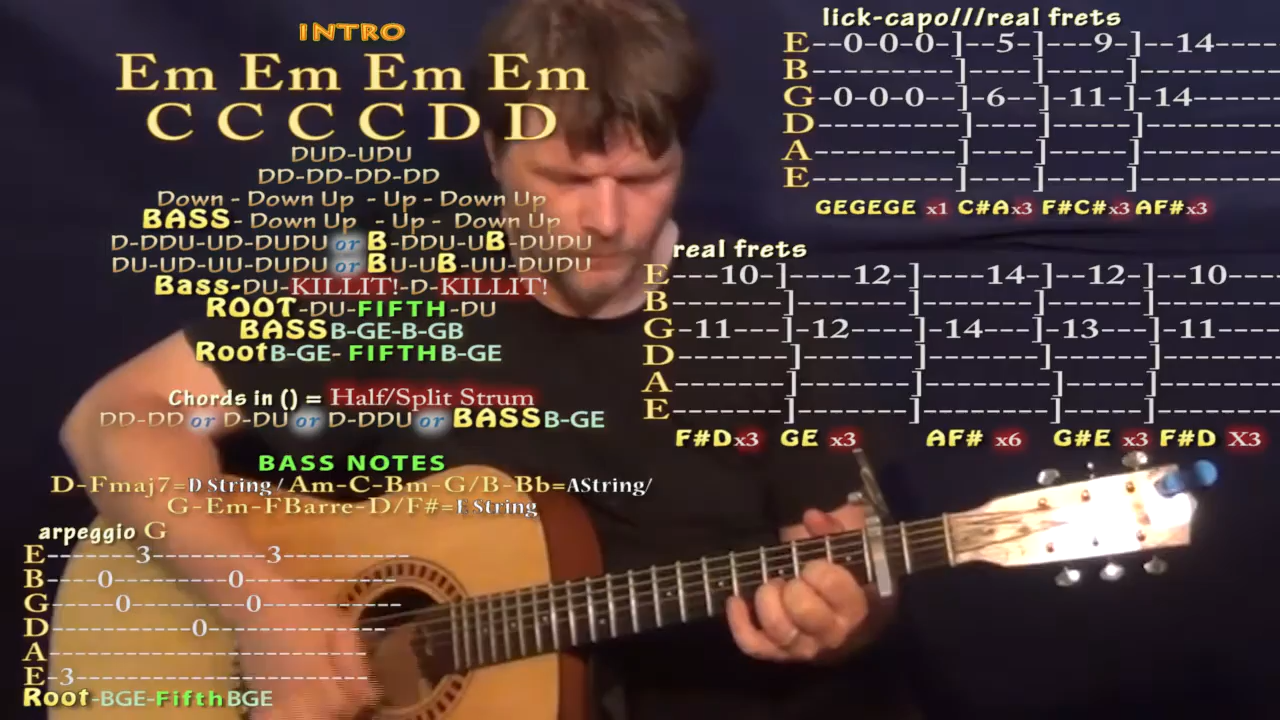 INTRO
Em Em Em Em
C C C C D D
DUD-UDU
DD-DD-DD-DD
Down - Down Up - Up - Down Up
BASS - Down Up - Up - Down Up
D-DDU-UD-DUDU or B-DDU-UB-DUDU
DU-UD-UU-DUDU or BU-UB-UU-DUDU
Bass-DU-KILLIT!-D-KILLIT!
ROOT-DU-FIFTH-DU
BASSB-GE-B-GB
RootB-GE- FIFTHB-GE
Chords in () = Half/Split Strum
DD-DD or D-DU or D-DDU or BASSB-GE
BASS NOTES
D-Fmaj7=D String / Am-C-Bm-G/B-Bb=AString/
G-Em-FBarre-D/F#=E String
arpeggio G
E-------3----------3-----------
B----0----------0-------------
G-----0----------0------------
D------------0----------------
A-----------------------------
E-3---------------------------
Root-BGE-FifthBGE
lick-capo///real frets
E--0-0-0-]--5-]---9-]--14----
B---------]-----]------]---------
G-0-0-0--]-6--]-11-]-14------
D---------]-----]------]---------
A---------]-----]------]---------
E---------]-----]------]---------
GEGEGE x1 C#Ax3 F#C#x3 AF#x3
real frets
E---10-]----12-]----14-]--12-]--10---
B--------]---------]---------]-------]--------
G-11---]-12---]-14---]-13---]-11----
D--------]---------]---------]-------]--------
A--------]---------]---------]-------]--------
E--------]---------]---------]-------]--------
F#Dx3 GE x3 AF# x6 G#E x3 F#D X3